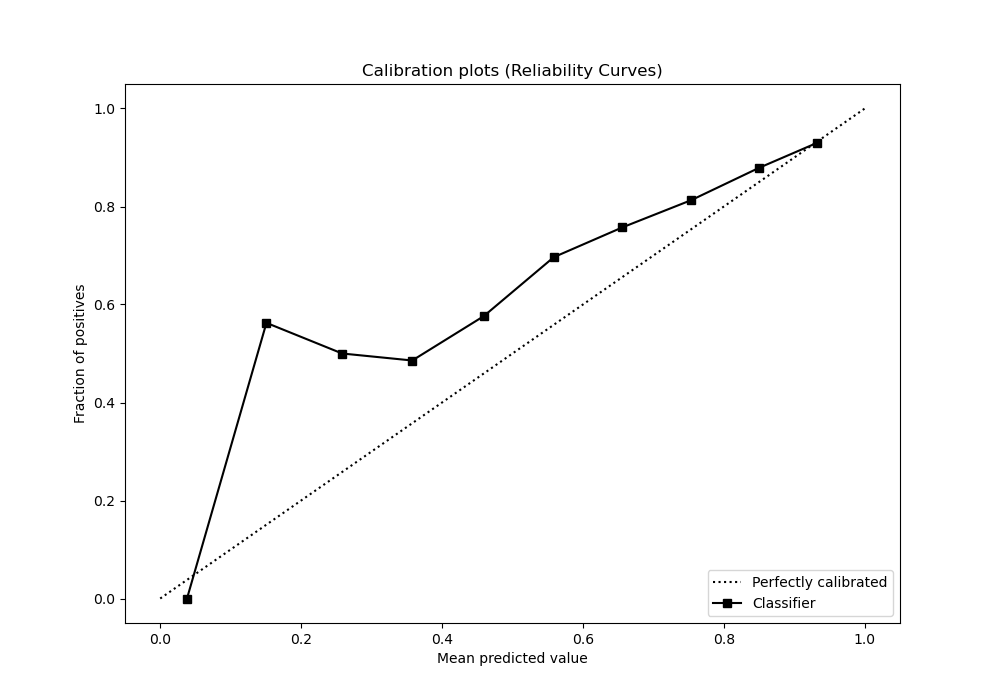 Calibration plots (Reliability Curves)
Fraction of positives
1.0
0.8
0.6
0.4
0.2
0.0
0.0 0.2 0.4 0.6 0.8 1.0
Mean predicted value
Perfectly calibrated
Classifier